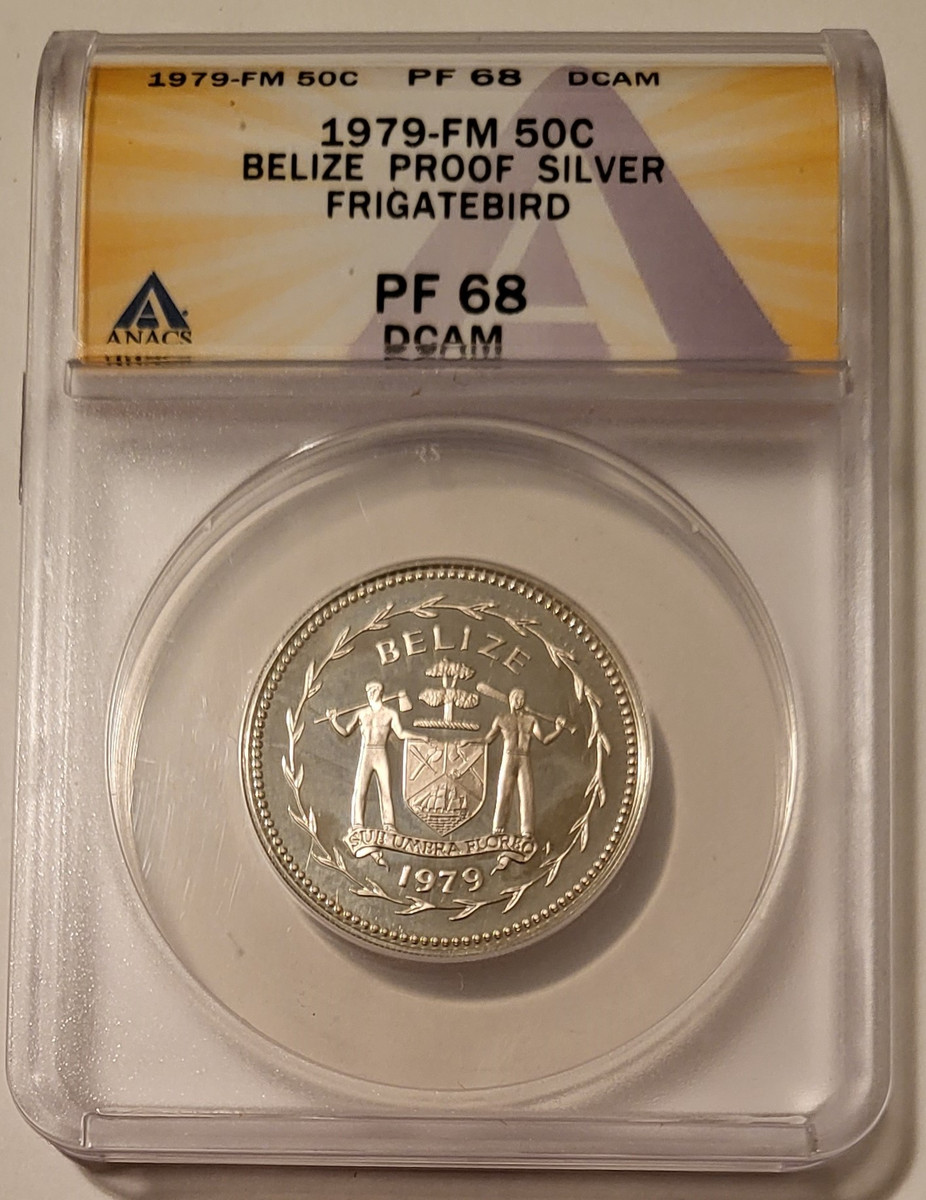 1979-FM 50C PF 68 DCAM
1979-FM 50C
BELIZE PROOF SILVER
FRIGATEBIRD
PF 68
DCAM
ANACS
BELIZE
SUB UMBRA FLOREO
1979